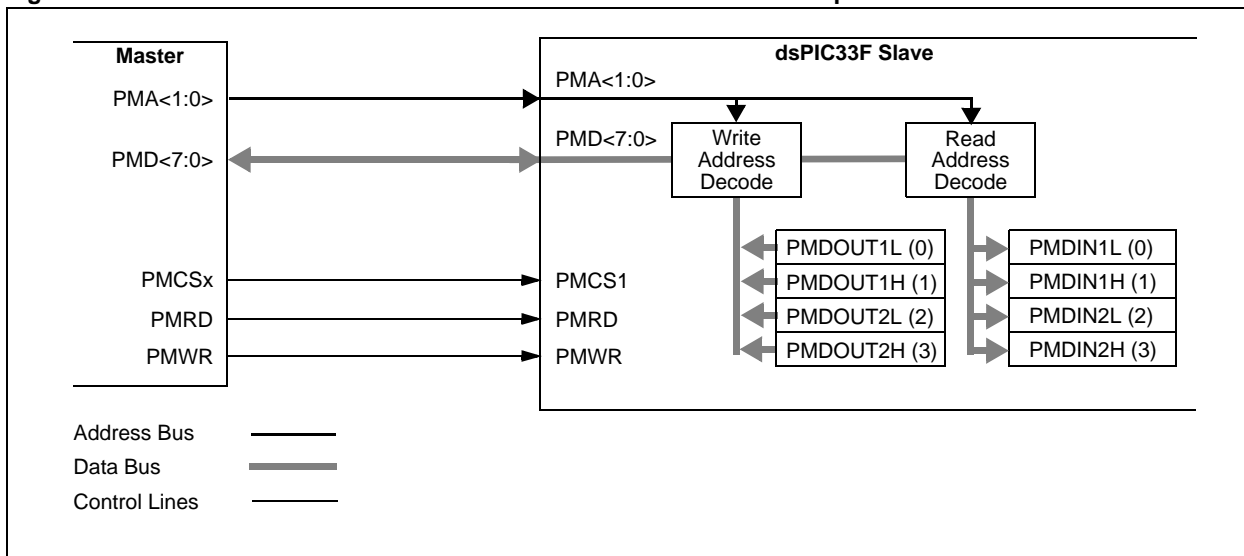 Master
dsPIC33F Slave
PMA<1:0>
PMA<1:0>
PMD<7:0>
PMD<7:0>
Write
Address
Decode
Read
Address
Decode
PMDOUT1L (0)
PMDIN1L (0)
PMCSx
PMCS1
PMDOUT1H (1)
PMDIN1H (1)
PMRD
PMRD
PMDOUT2L (2)
PMDIN2L (2)
PMWR
PMWR
PMDOUT2H (3)
PMDIN2H (3)
Address Bus
Data Bus
Control Lines